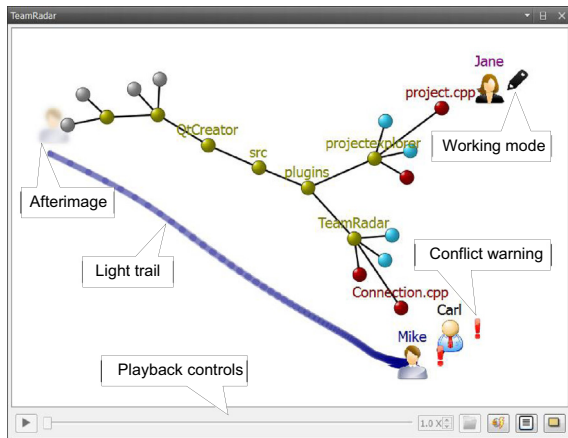 TeamRadar
Jane
project.cpp
Working mode
QtCreator
projectexplorer
src
plugins
Afterimage
TeamRadar
Light trail
Conflict warning
Connection.cpp
Carl
Mike
Playback controls
1.0 X